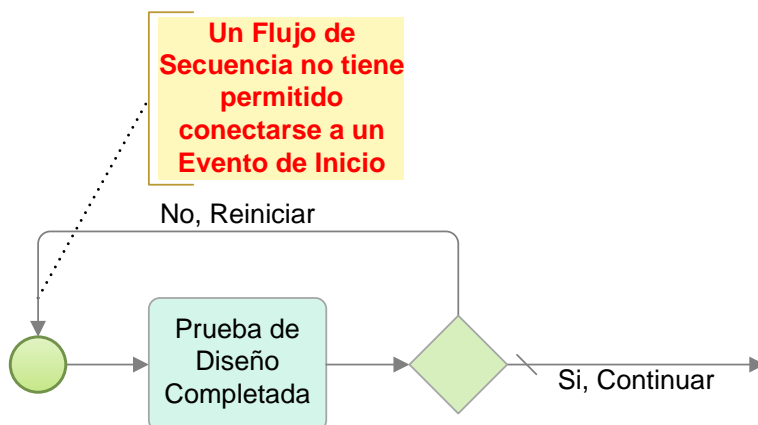 Un Flujo de
Secuencia no tiene
permitido
conectarse a un
Evento de Inicio
No, Reiniciar
Prueba de
Diseño
Completada
Si, Continuar